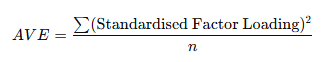 AVE = ∑(Standardised Factor Loading)² / n